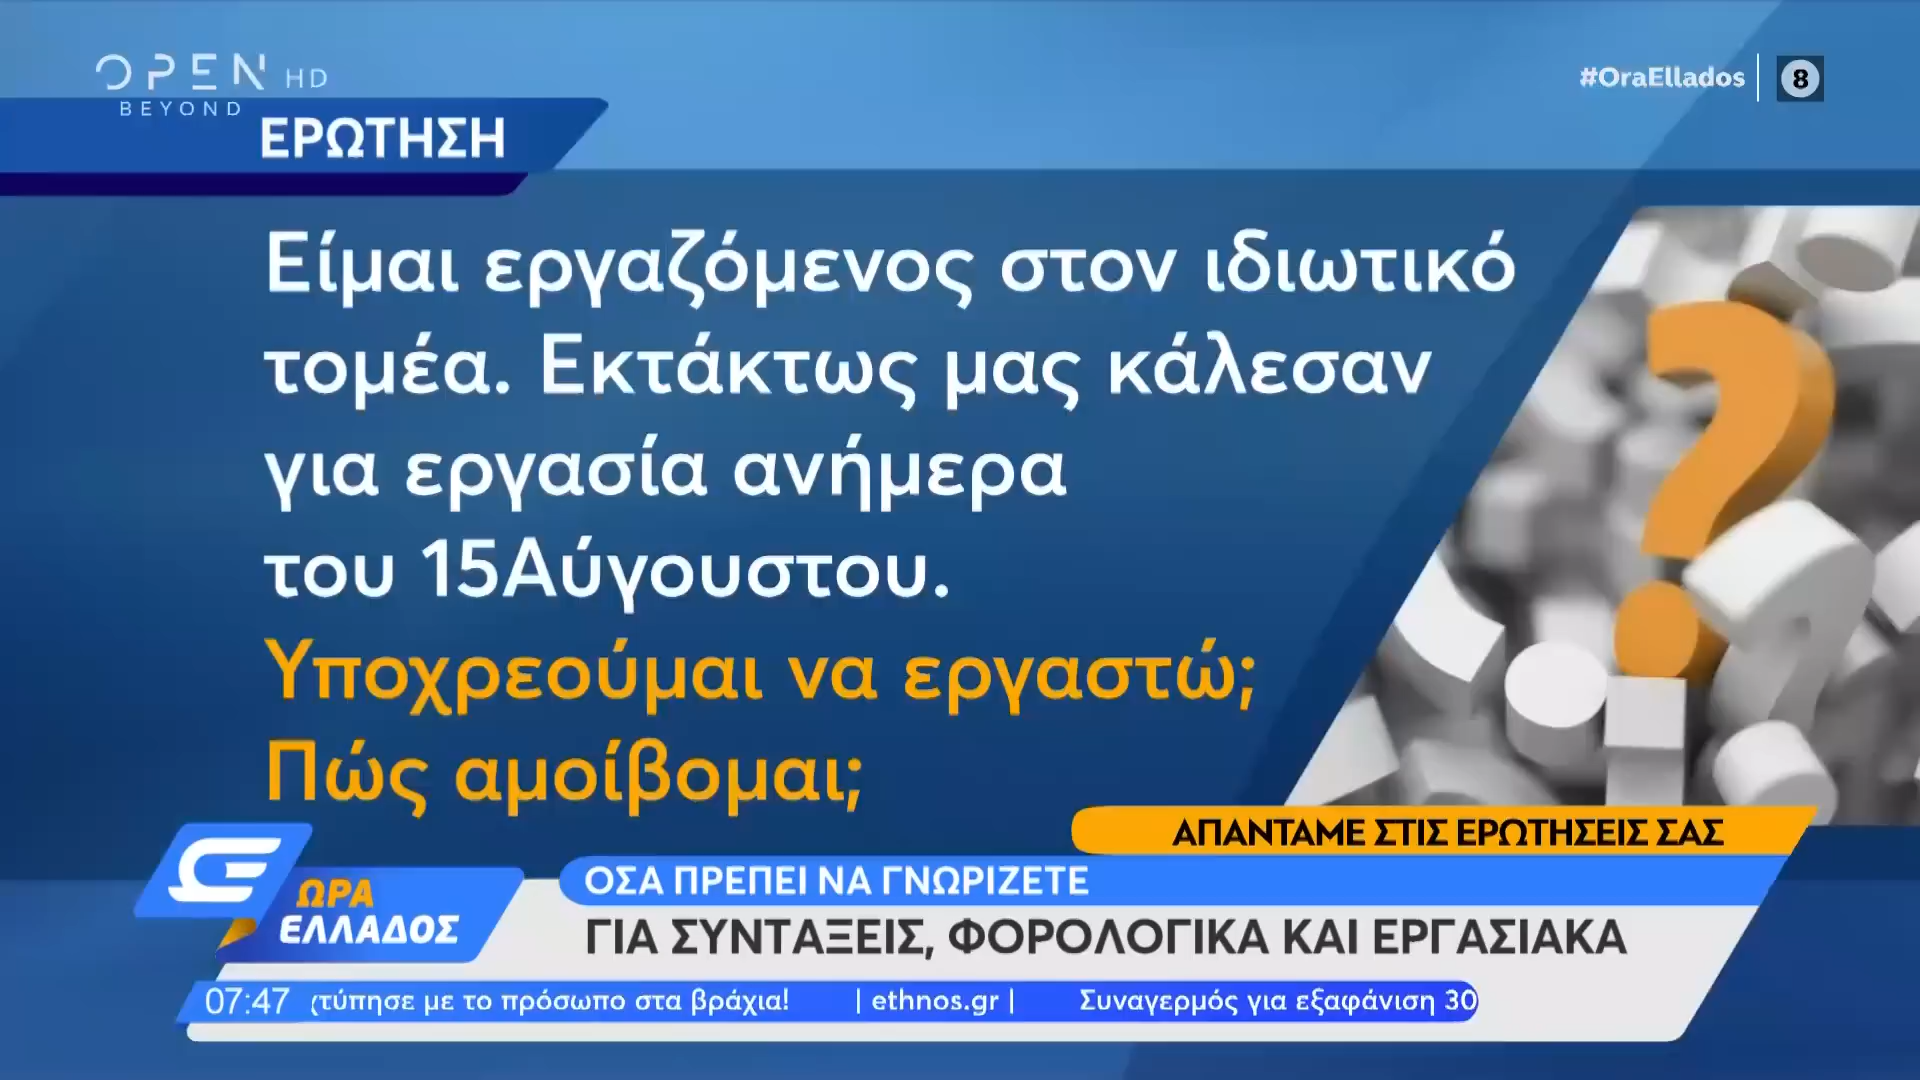 OPEN HD
BEYOND
#OraEllados
8
ΕΡΩΤΗΣΗ
Είμαι εργαζόμενος στον ιδιωτικό
τομέα. Εκτάκτως μας κάλεσαν
για εργασία ανήμερα
του 15Αύγουστου.
Υποχρεούμαι να εργαστώ;
Πώς αμοίβομαι;
ΑΠΑΝΤΑΜΕ ΣΤΙΣ ΕΡΩΤΗΣΕΙΣ ΣΑΣ
ΟΣΑ ΠΡΕΠΕΙ ΝΑ ΓΝΩΡΙΖΕΤΕ
ΩΡΑ
ΕΛΛΑΔΟΣ
ΓΙΑ ΣΥΝΤΑΞΕΙΣ, ΦΟΡΟΛΟΓΙΚΑ ΚΑΙ ΕΡΓΑΣΙΑΚΑ
07:47 χτύπησε με το πρόσωπο στα βράχια! | ethnos.gr | Συναγερμός για εξαφάνιση 30